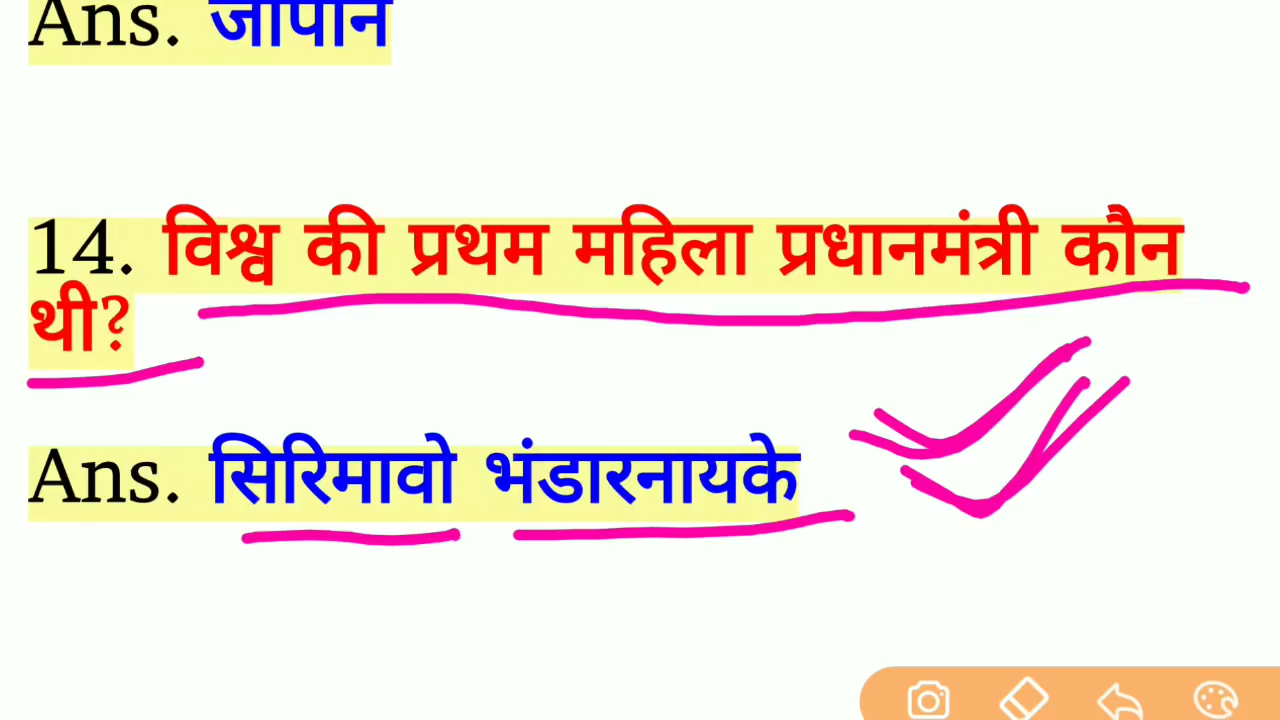 Ans. जापान
14. विश्व की प्रथम महिला प्रधानमंत्री कौन
थी?
Ans. सिरिमावो भंडारनायके